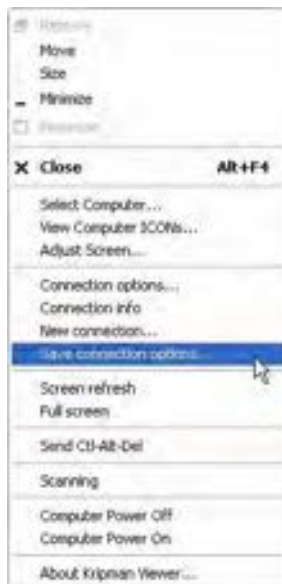 Restore
Move
Size
Minimize
Maximize
Close Alt+F4
Select Computer...
View Computer ICONs...
Adjust Screen...
Connection options...
Connection info
New connection...
Save connection options...
Screen refresh
Full screen
Send Ctl-Alt-Del
Scanning
Computer Power Off
Computer Power On
About Kripman Viewer...